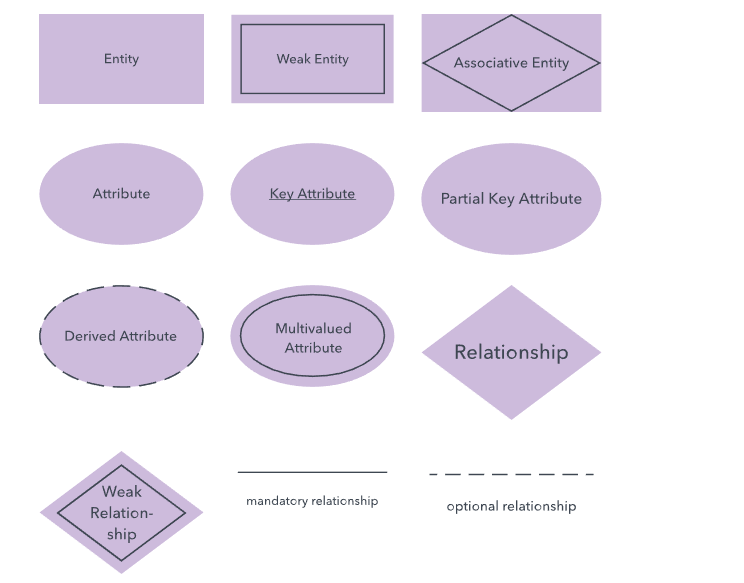 Entity
Weak Entity
Associative Entity
Attribute
Key Attribute
Partial Key Attribute
Derived Attribute
Multivalued
Attribute
Relationship
Weak
Relation-
ship
mandatory relationship
optional relationship